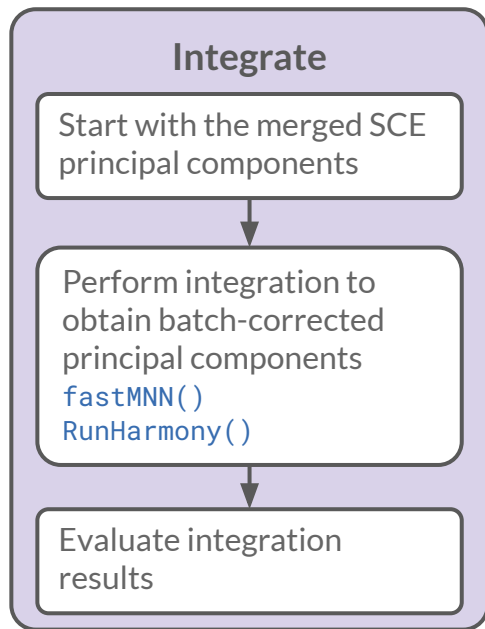 Integrate
Start with the merged SCE
principal components
Perform integration to
obtain batch-corrected
principal components
fastMNN()
RunHarmony()
Evaluate integration
results